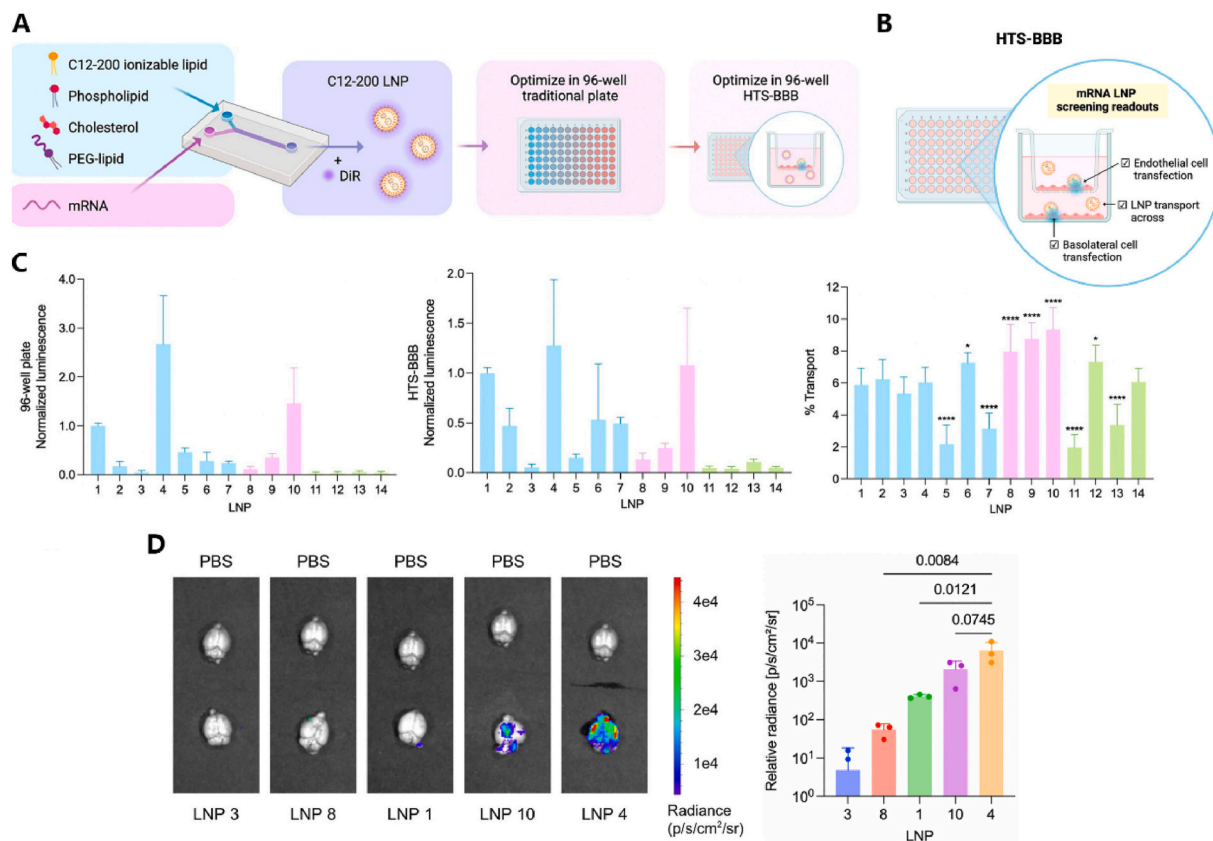 A
C12-200 ionizable lipid
Phospholipid
Cholesterol
PEG-lipid
mRNA
C12-200 LNP
+
DiR
Optimize in 96-well
traditional plate
Optimize in 96-well
HTS-BBB
B
HTS-BBB
mRNA LNP
screening readouts
☑ Endothelial cell
transfection
☑ LNP transport
across
☑ Basolateral cell
transfection
C
96-well plate
Normalized luminescence
4.0
3.0
2.0
1.0
0.0
1 2 3 4 5 6 7 8 9 10 11 12 13 14
LNP
HTS-BBB
Normalized luminescence
2.0
1.5
1.0
0.5
0.0
1 2 3 4 5 6 7 8 9 10 11 12 13 14
LNP
% Transport
12
10
8
6
4
2
0
**** * **** **** **** **** **** * ****
1 2 3 4 5 6 7 8 9 10 11 12 13 14
LNP
D
PBS PBS PBS PBS PBS
LNP 3 LNP 8 LNP 1 LNP 10 LNP 4
4e4
3e4
2e4
1e4
Radiance
(p/s/cm²/sr)
0.0084
0.0121
0.0745
Relative radiance [p/s/cm²/sr]
10⁵
10⁴
10³
10²
10¹
10⁰
3 8 1 10 4
LNP